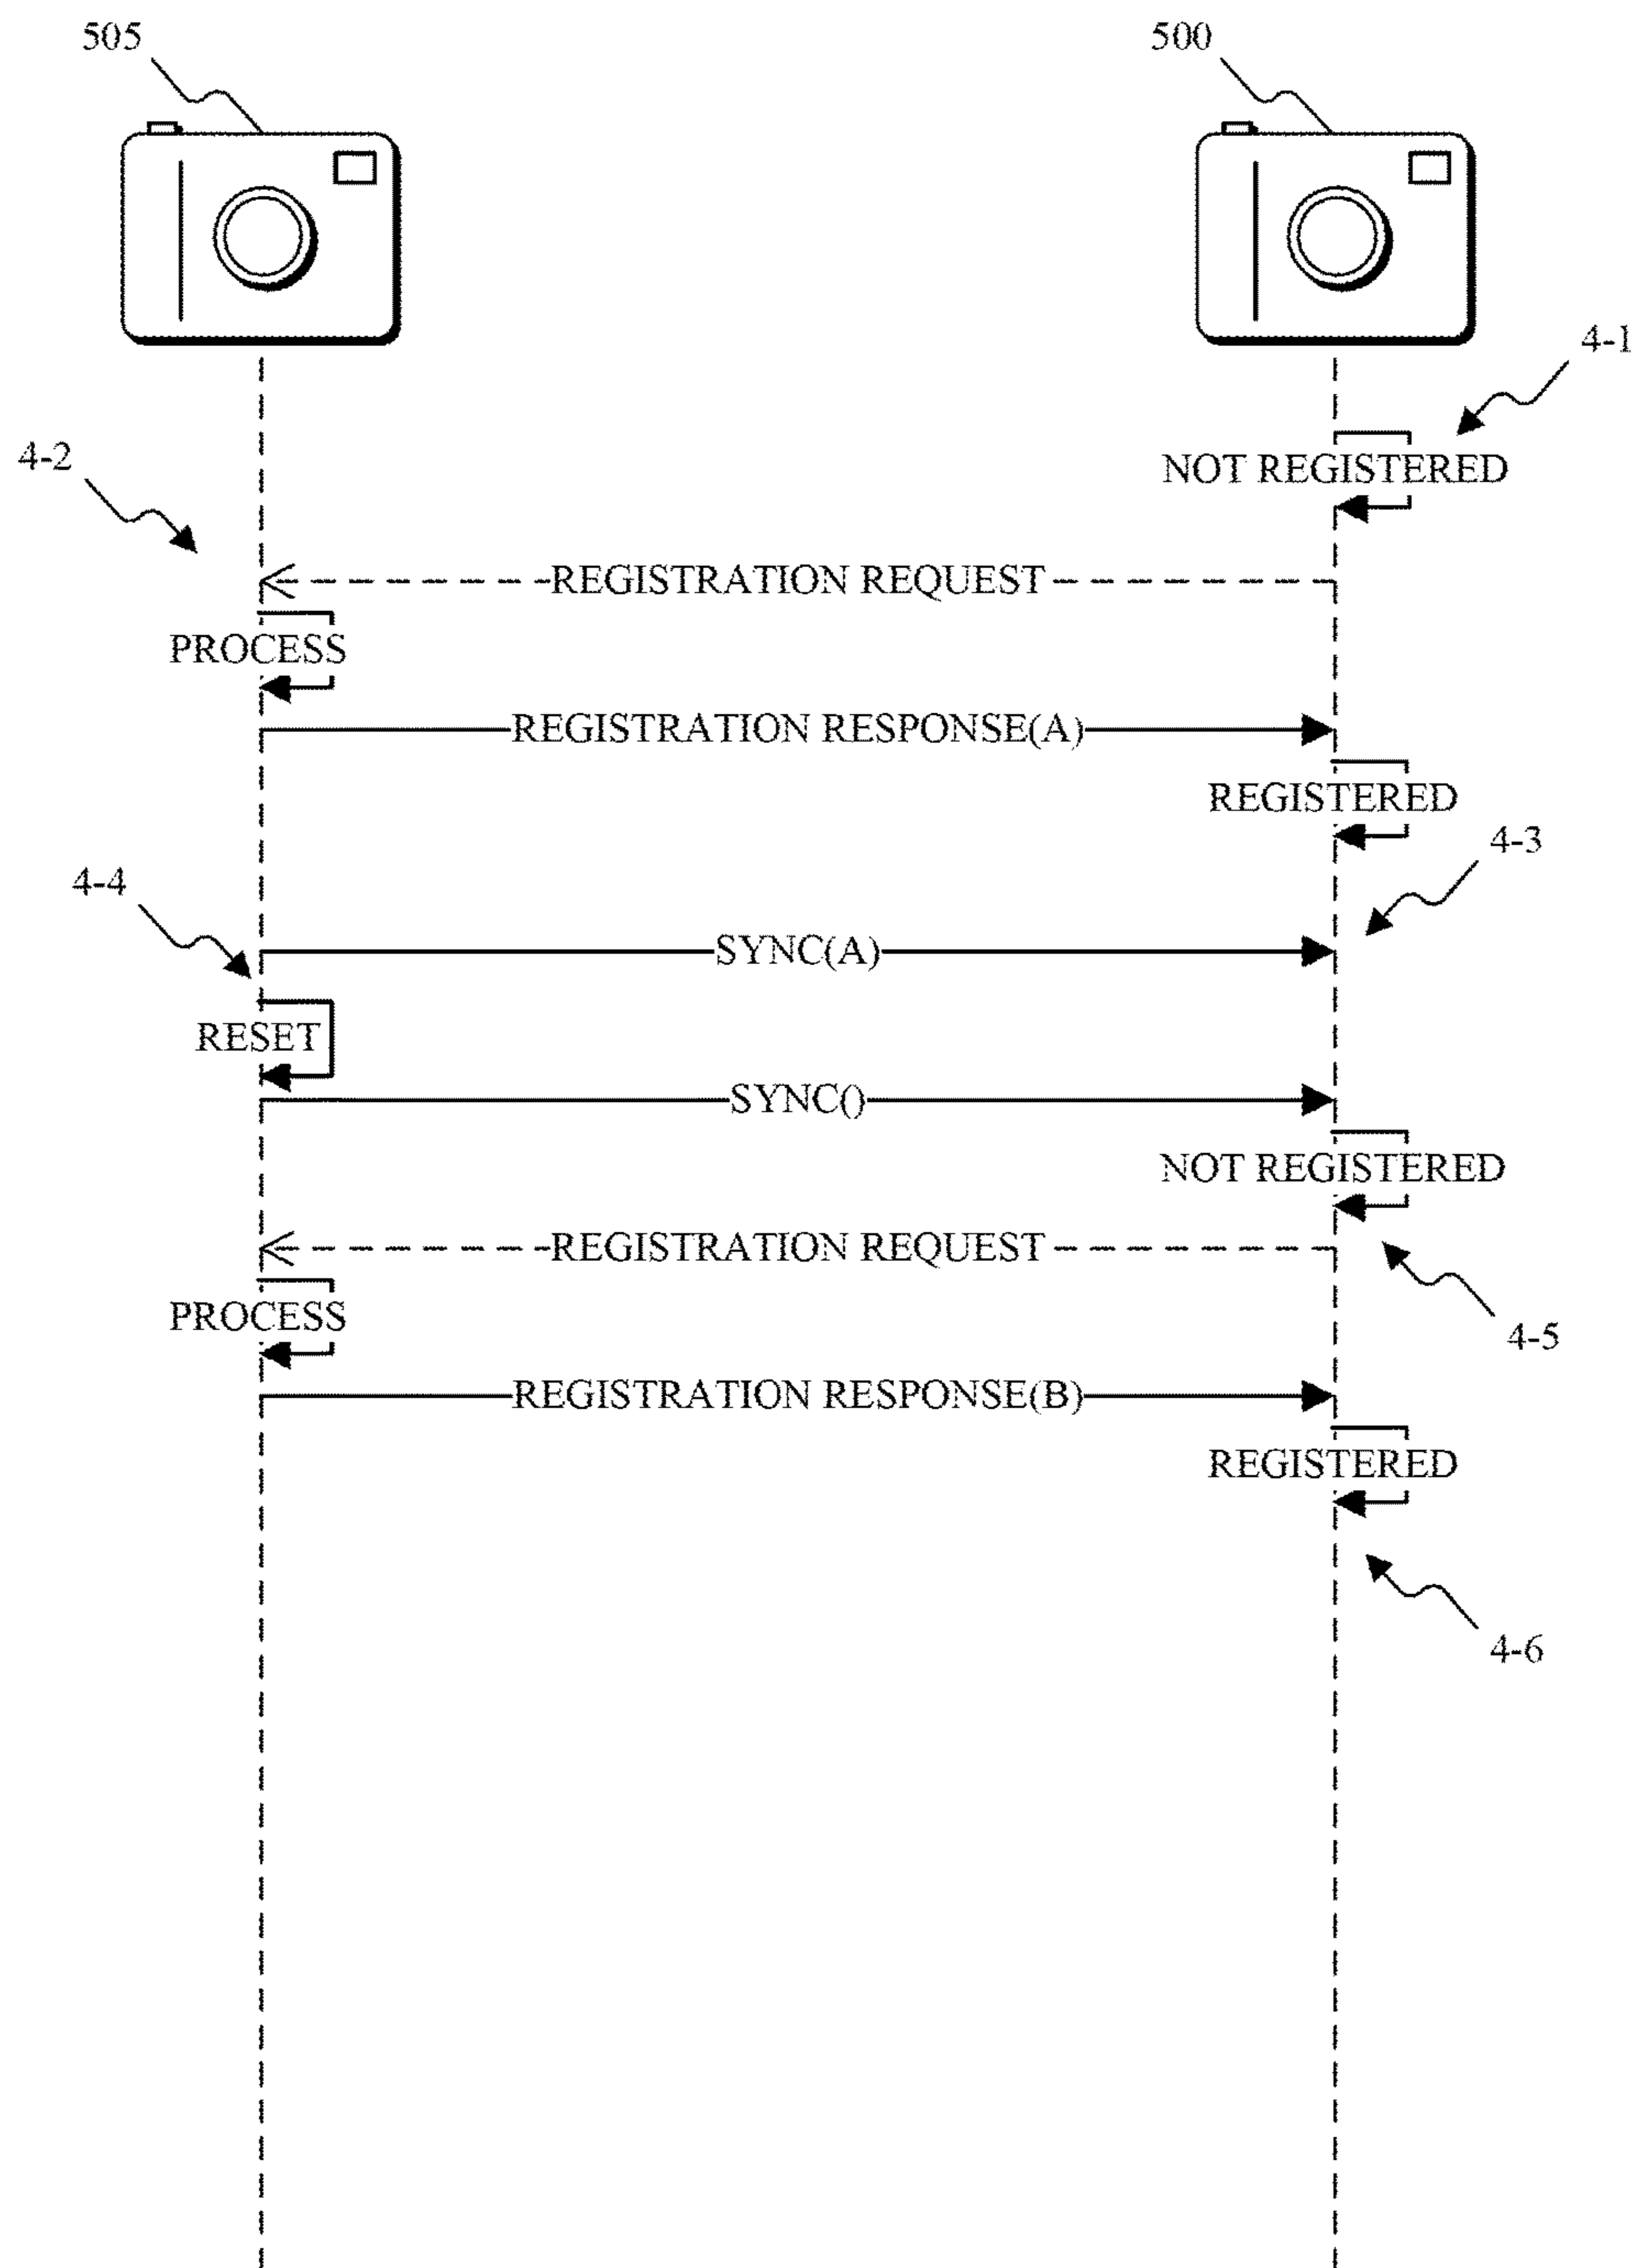 505
500
4-1
NOT REGISTERED
4-2
REGISTRATION REQUEST
PROCESS
REGISTRATION RESPONSE(A)
REGISTERED
4-3
4-4
SYNC(A)
RESET
SYNC()
NOT REGISTERED
REGISTRATION REQUEST
PROCESS
4-5
REGISTRATION RESPONSE(B)
REGISTERED
4-6